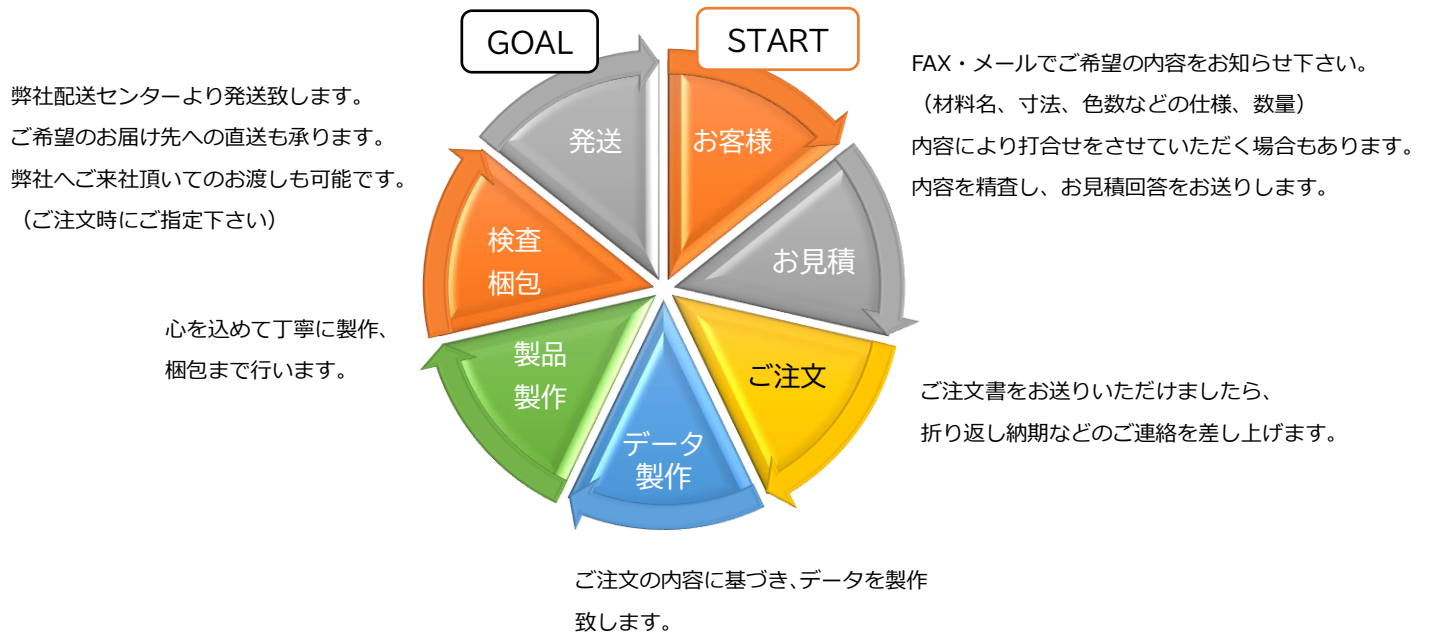 GOAL
START
FAX・メールでご希望の内容をお知らせ下さい。
（材料名、寸法、色数などの仕様、数量）
内容により打合せをさせていただく場合もあります。
内容を精査し、お見積回答をお送りします。
弊社配送センターより発送致します。
ご希望のお届け先への直送も承ります。
弊社へご来社頂いてのお渡しも可能です。
（ご注文時にご指定下さい）
お客様
お見積
ご注文
データ
製作
製品
製作
検査
梱包
発送
心を込めて丁寧に製作、
梱包まで行います。
ご注文書をお送りいただけましたら、
折り返し納期などのご連絡を差し上げます。
ご注文の内容に基づき、データを製作
致します。